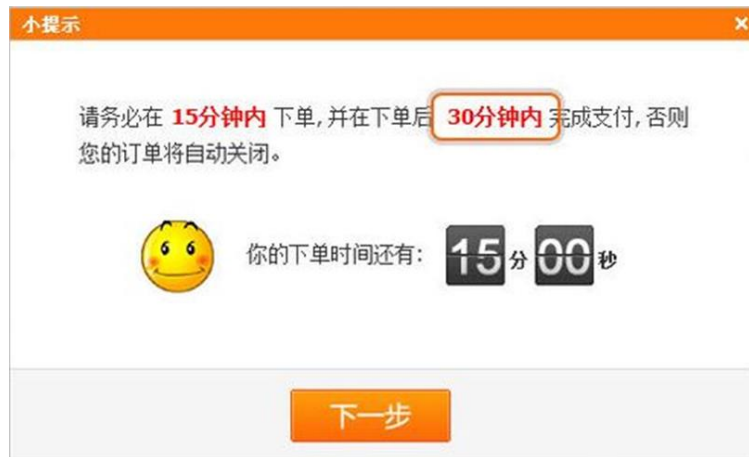 小提示
请务必在 15分钟内 下单，并在下单后 30分钟内 完成支付，否则
您的订单将自动关闭。
你的下单时间还有： 15 分 00 秒
下一步